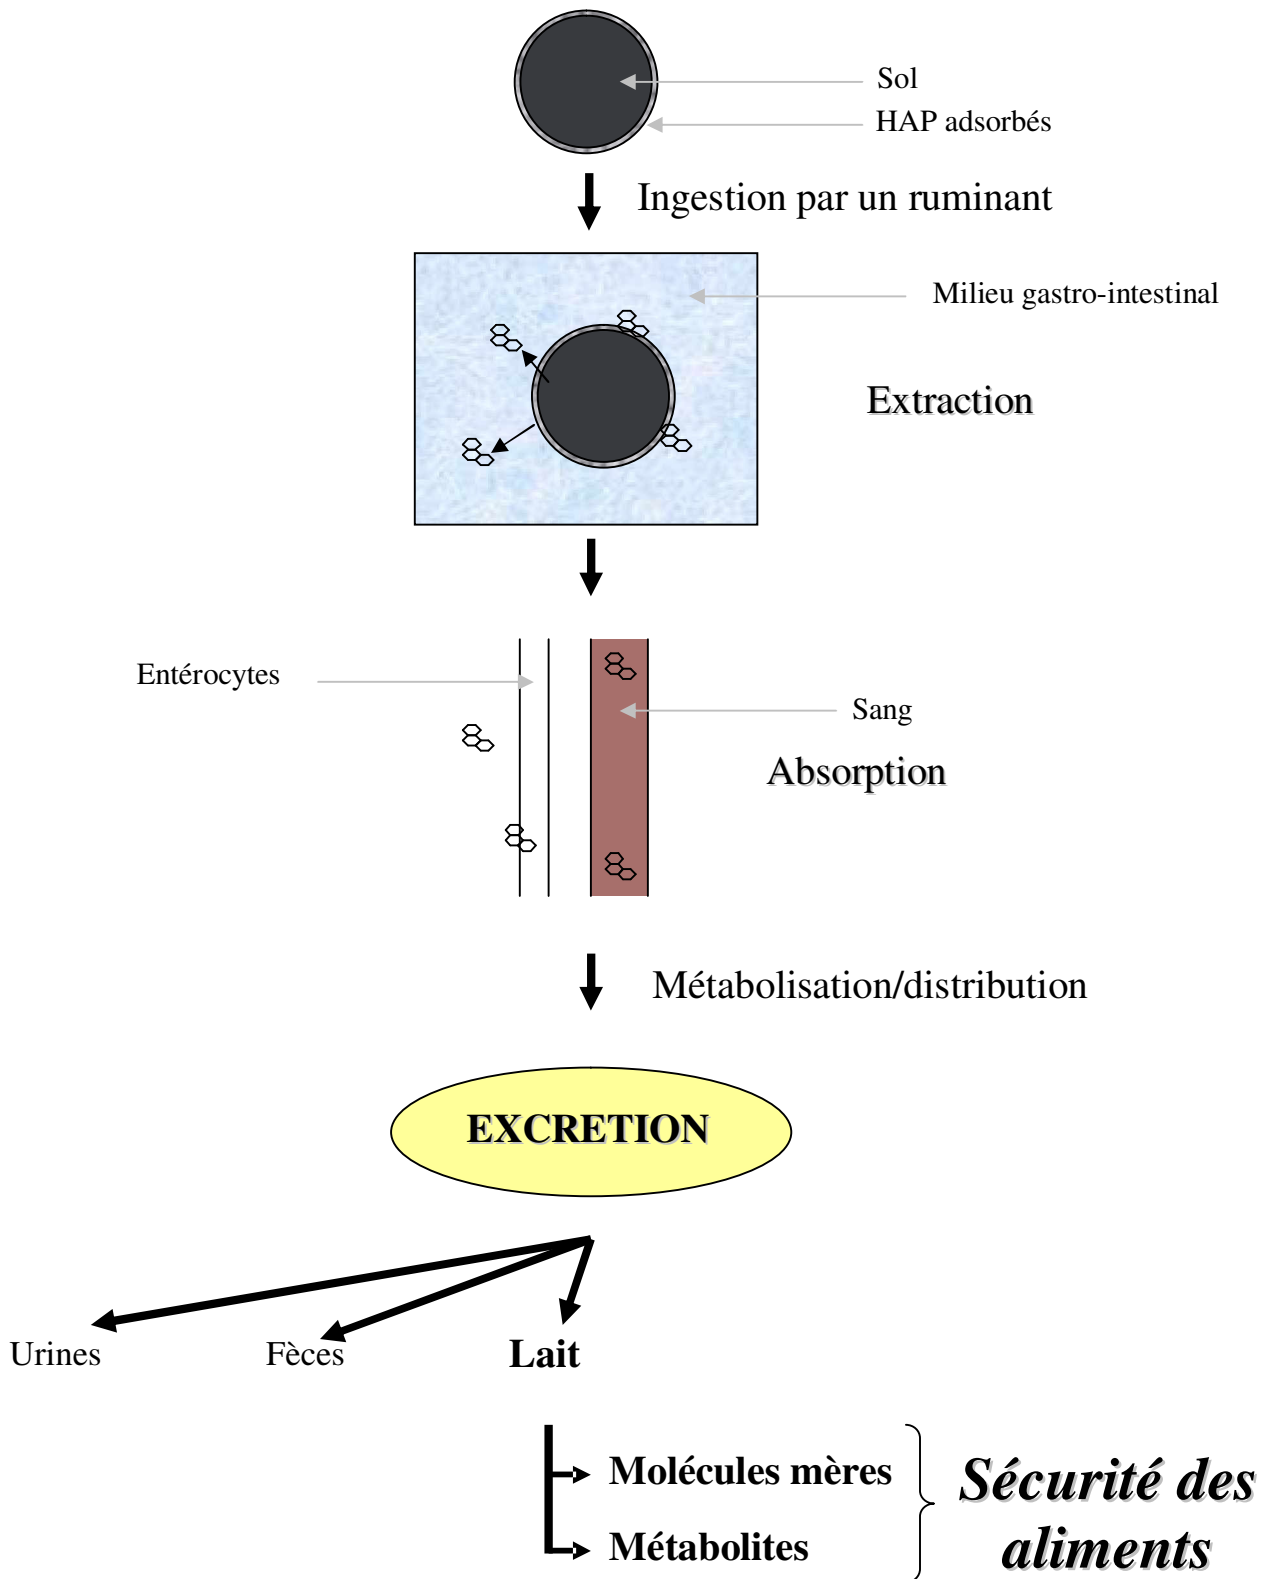 Sol
HAP adsorbés
Ingestion par un ruminant
Milieu gastro-intestinal
Extraction
Entérocytes
Sang
Absorption
Métabolisation/distribution
EXCRETION
Urines
Fèces
Lait
Molécules mères
Métabolites
Sécurité des
aliments